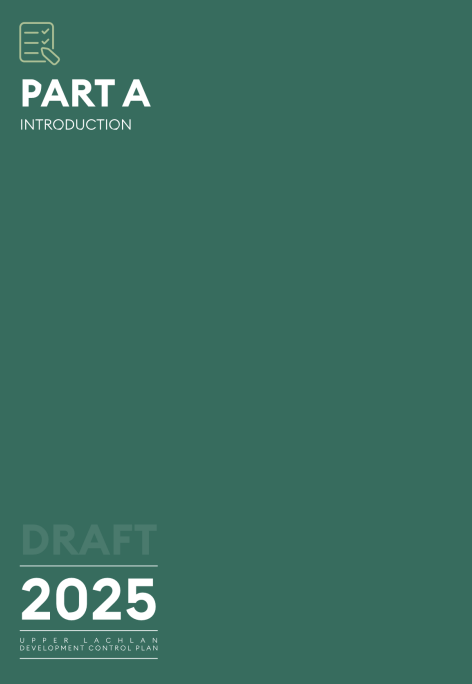 PART A
INTRODUCTION
DRAFT
2025
UPPER LACHLAN
DEVELOPMENT CONTROL PLAN